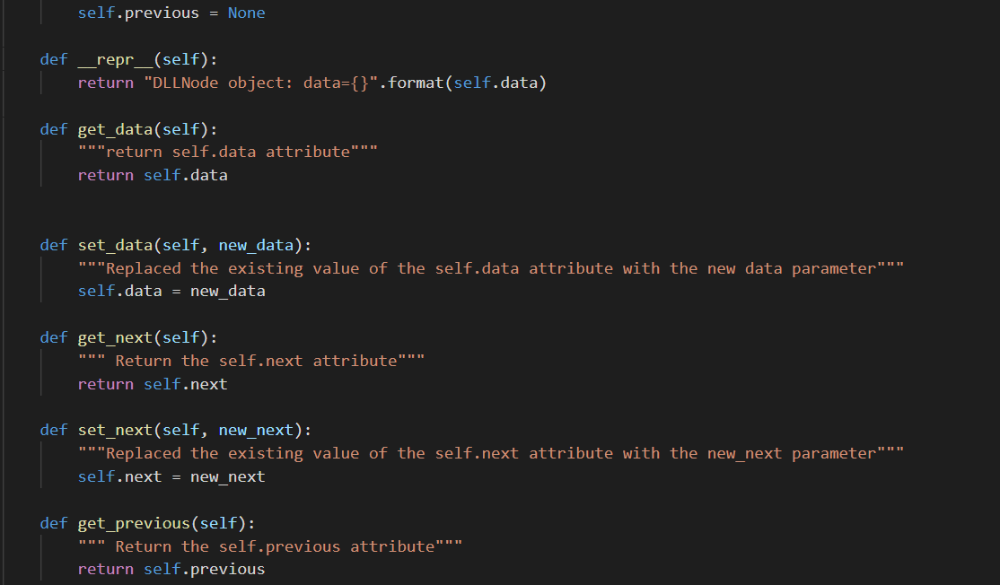 self.previous = None
def __repr__(self):
return "DLLNode object: data={}".format(self.data)
def get_data(self):
"""return self.data attribute"""
return self.data
def set_data(self, new_data):
"""Replaced the existing value of the self.data attribute with the new data parameter"""
self.data = new_data
def get_next(self):
""" Return the self.next attribute"""
return self.next
def set_next(self, new_next):
"""Replaced the existing value of the self.next attribute with the new_next parameter"""
self.next = new_next
def get_previous(self):
""" Return the self.previous attribute"""
return self.previous